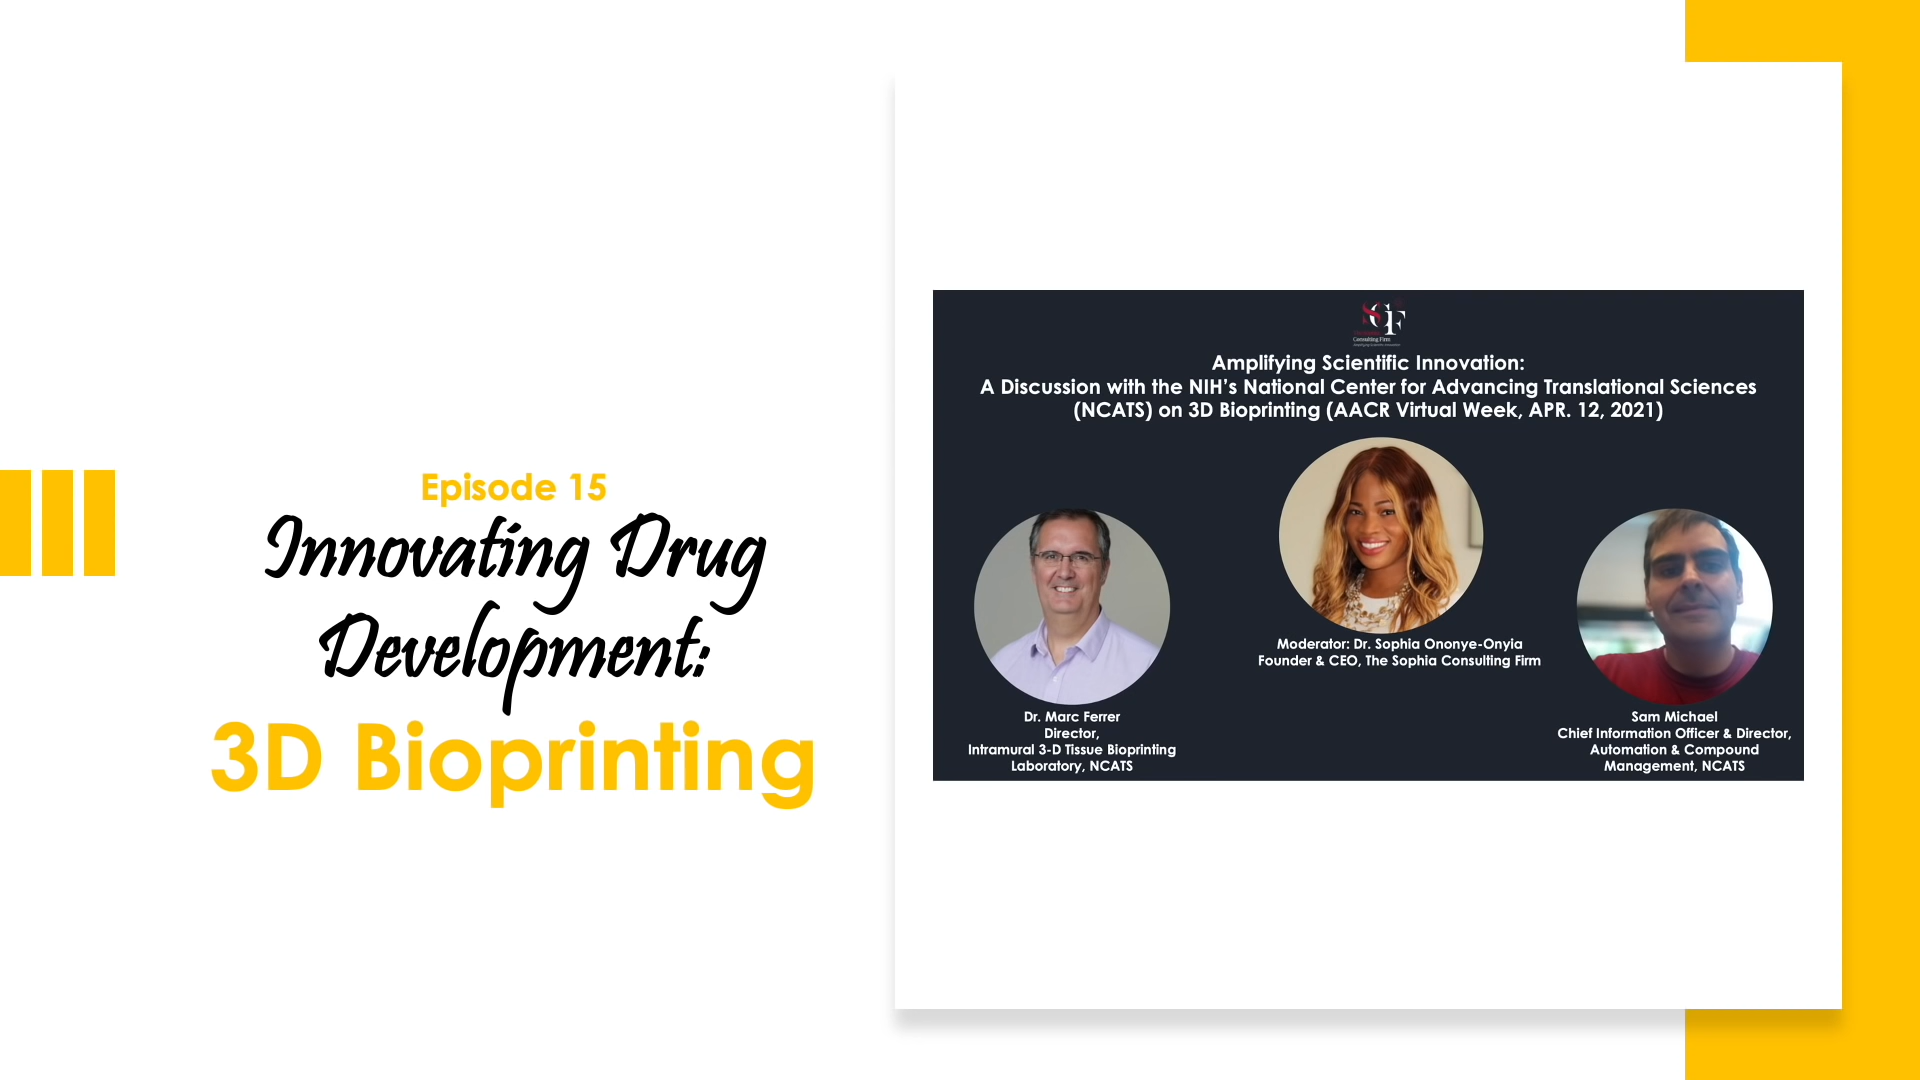 Episode 15
Innovating Drug
Development:
3D Bioprinting
SCF
Consulting Firm
Amplifying Scientific Innovation:
A Discussion with the NIH’s National Center for Advancing Translational Sciences
(NCATS) on 3D Bioprinting (AACR Virtual Week, APR. 12, 2021)
Moderator: Dr. Sophia Ononye-Onyia
Founder & CEO, The Sophia Consulting Firm
Dr. Marc Ferrer
Director,
Intramural 3-D Tissue Bioprinting
Laboratory, NCATS
Sam Michael
Chief Information Officer & Director,
Automation & Compound
Management, NCATS